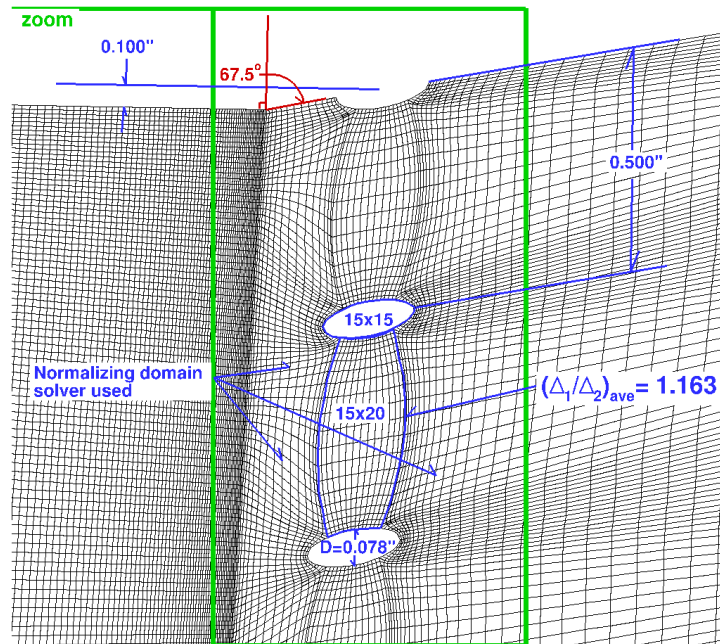 zoom
0.100"
67.5°
0.500"
15x15
Normalizing domain
solver used
(Δ₁/Δ₂)ₐᵥₑ= 1.163
15x20
D=0.078"